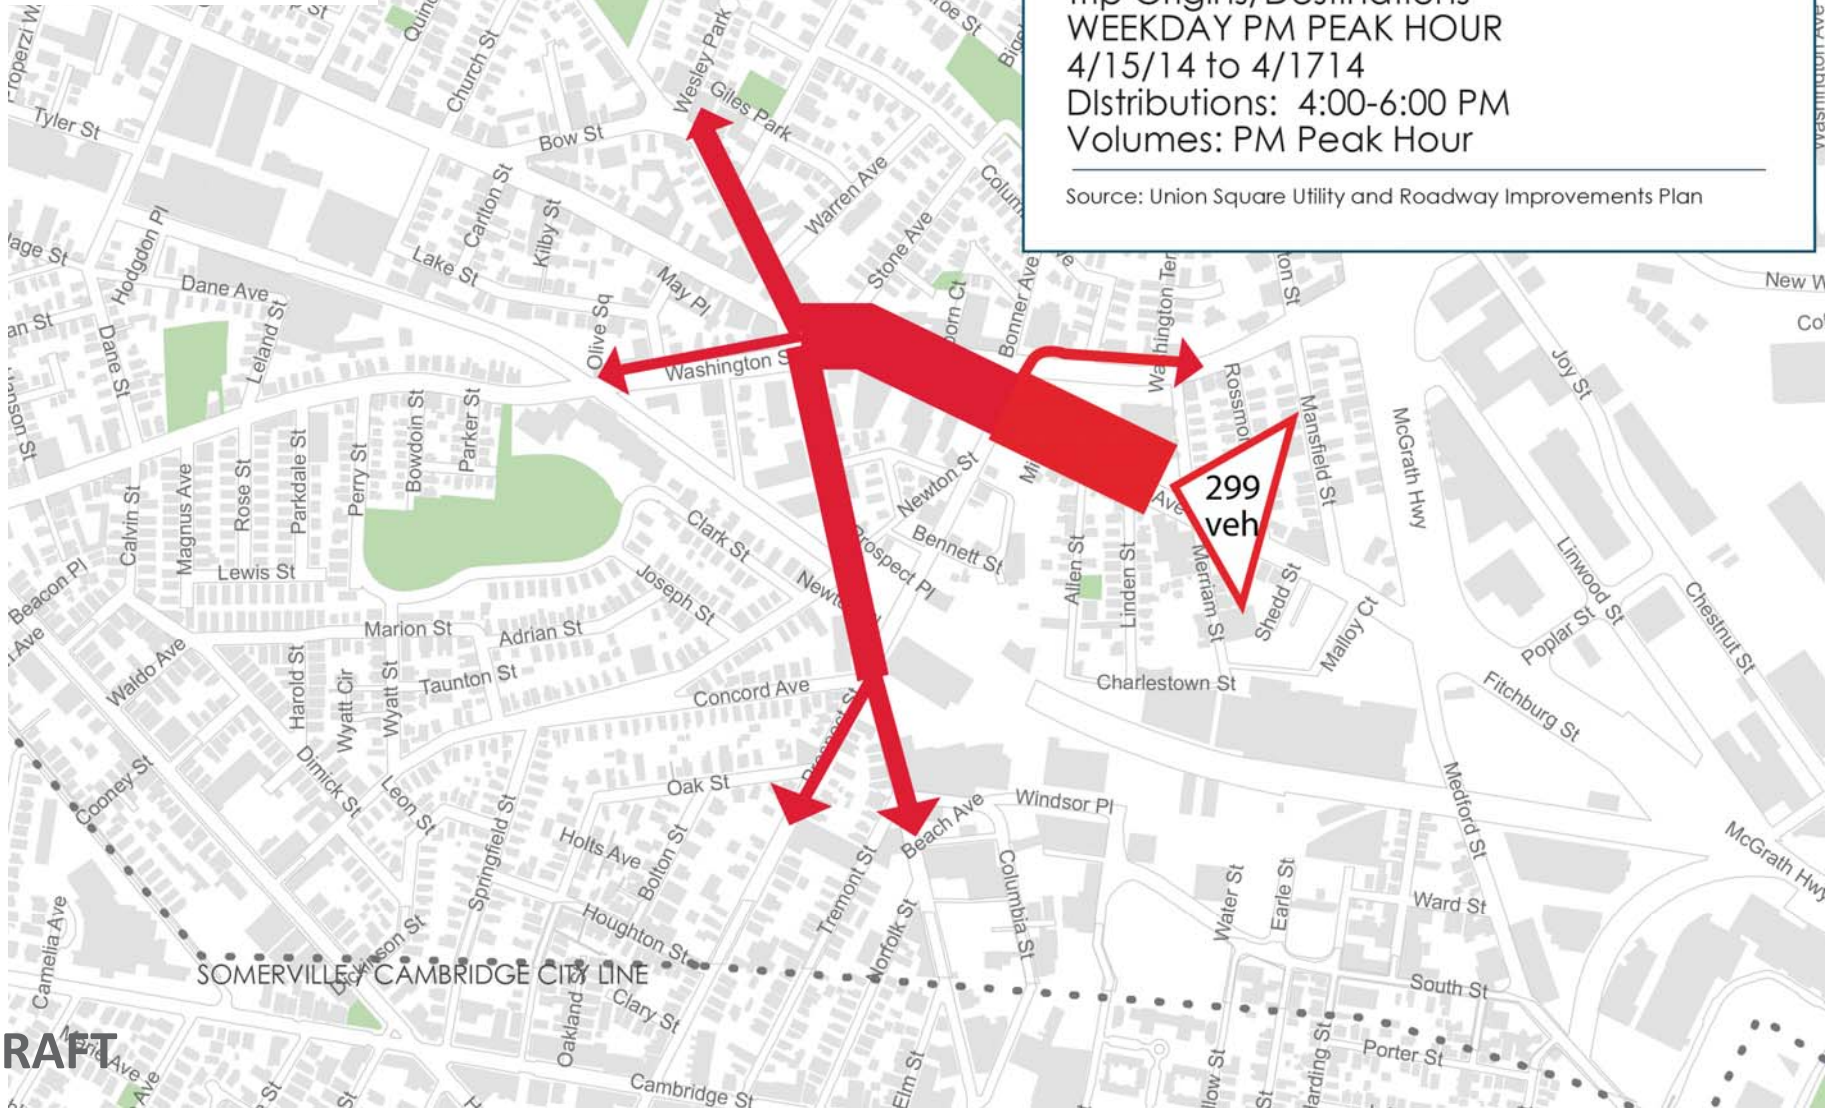 Trip Origins/Destinations
WEEKDAY PM PEAK HOUR
4/15/14 to 4/1714
DIstributions: 4:00-6:00 PM
Volumes: PM Peak Hour
Source: Union Square Utility and Roadway Improvements Plan
Church St
Wesley Park
Giles Park
Tyler St
Bow St
Warren Ave
Carlton St
Kilby St
Stone Ave
Hodgdon Pl
Lake St
May Pl
Bonner Ave
Washington Ter
Dane Ave
Leland St
Olive Sq
Dane St
Washington S
Joy St
Rossmo
Mansfield St
McGrath Hwy
New W
299
veh
Ave
Newton St
Bennett St
Prospect Pl
Clark St
Joseph St
Calvin St
Magnus Ave
Rose St
Parkdale St
Perry St
Bowdoin St
Parker St
Lewis St
Beacon Pl
Marion St
Adrian St
Taunton St
Waldo Ave
Harold St
Wyatt Cir
Wyatt St
Concord Ave
Allen St
Linden St
Merriam St
Shedd St
Malloy Ct
Charlestown St
Linwood St
Poplar St
Chestnut St
Fitchburg St
Cooney St
Dimick St
Leon St
Springfield St
Oak St
Holts Ave
Bolton St
Houghton St
Tremont St
Beach Ave
Windsor Pl
Norfolk St
Columbia St
Medford St
McGrath Hwy
Water St
Earle St
Ward St
South St
Camelia Ave
Dickinson St
SOMERVILLE / CAMBRIDGE CITY LINE
Oakland S
Clary St
Elm St
Porter St
Cambridge St
RAFT